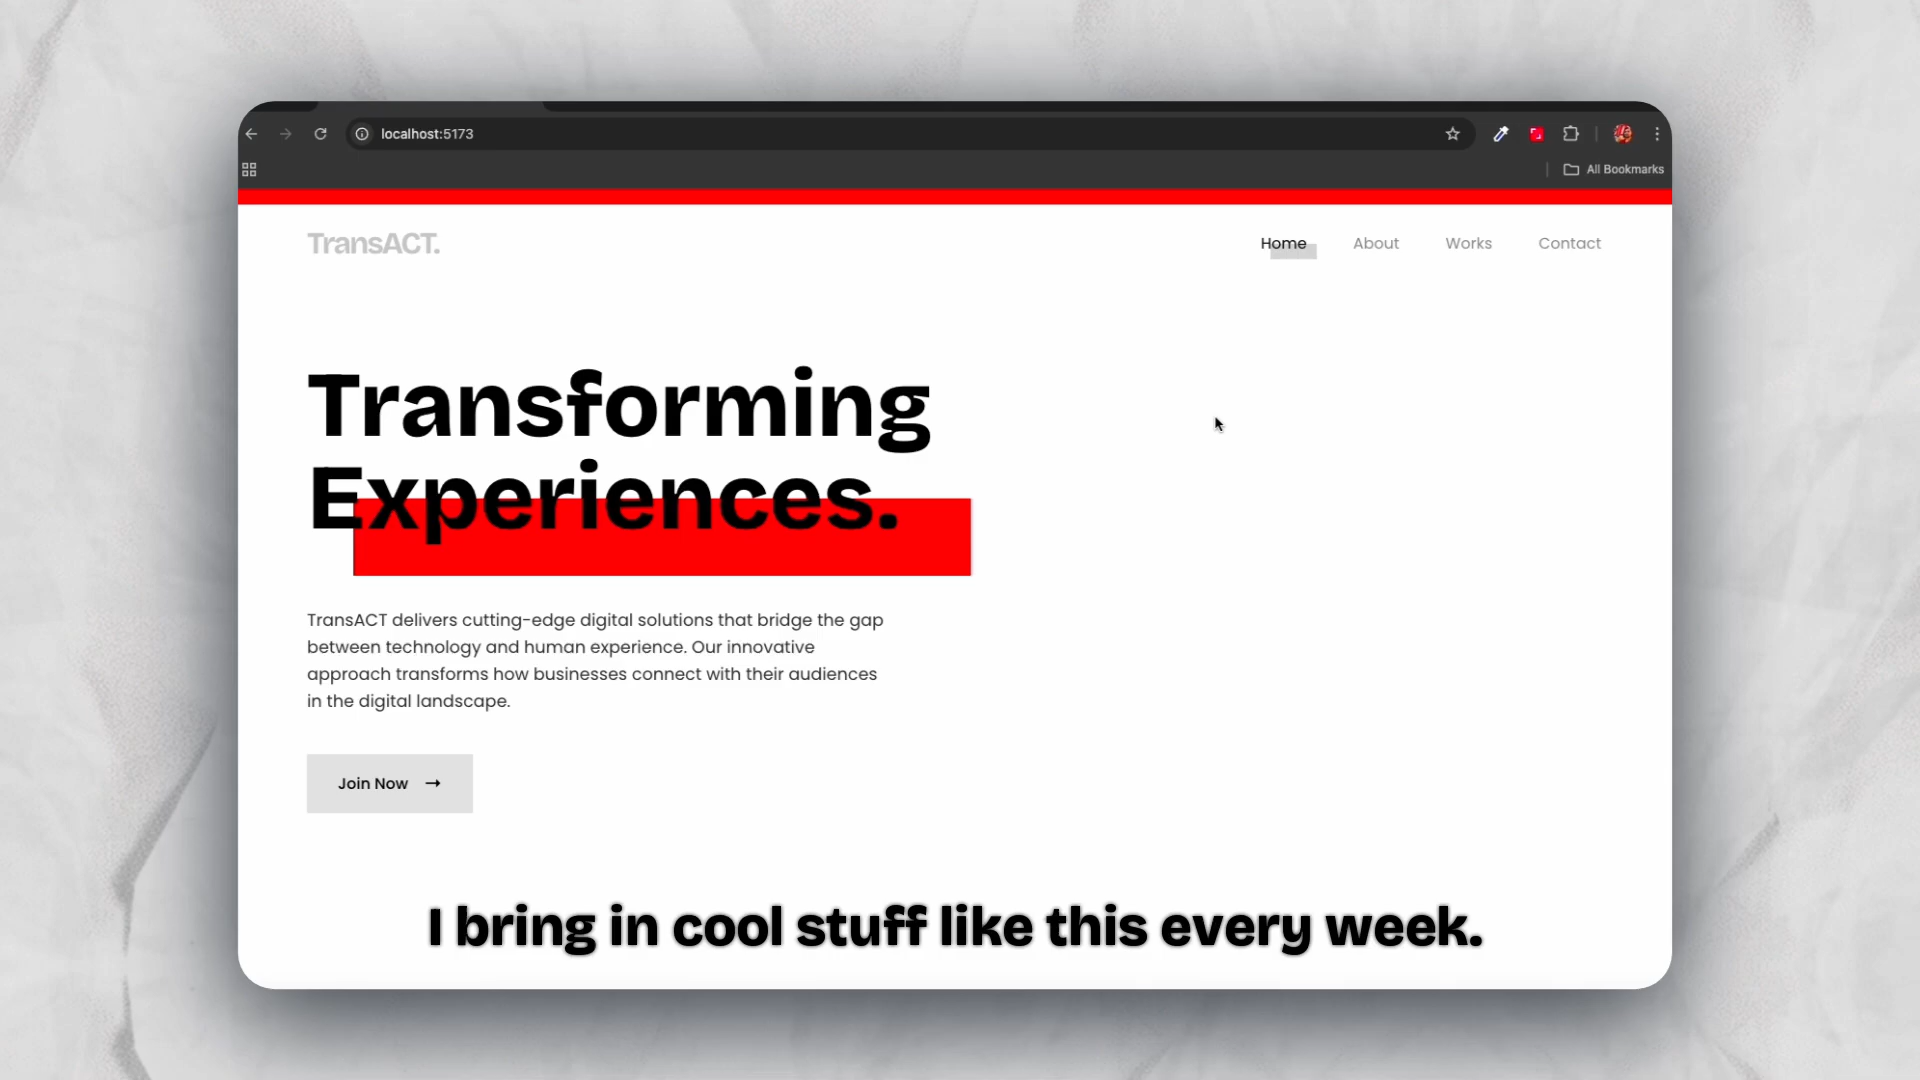 localhost:5173
All Bookmarks
TransACT.
Home About Works Contact
Transforming
Experiences.
TransACT delivers cutting-edge digital solutions that bridge the gap
between technology and human experience. Our innovative
approach transforms how businesses connect with their audiences
in the digital landscape.
Join Now →
I bring in cool stuff like this every week.